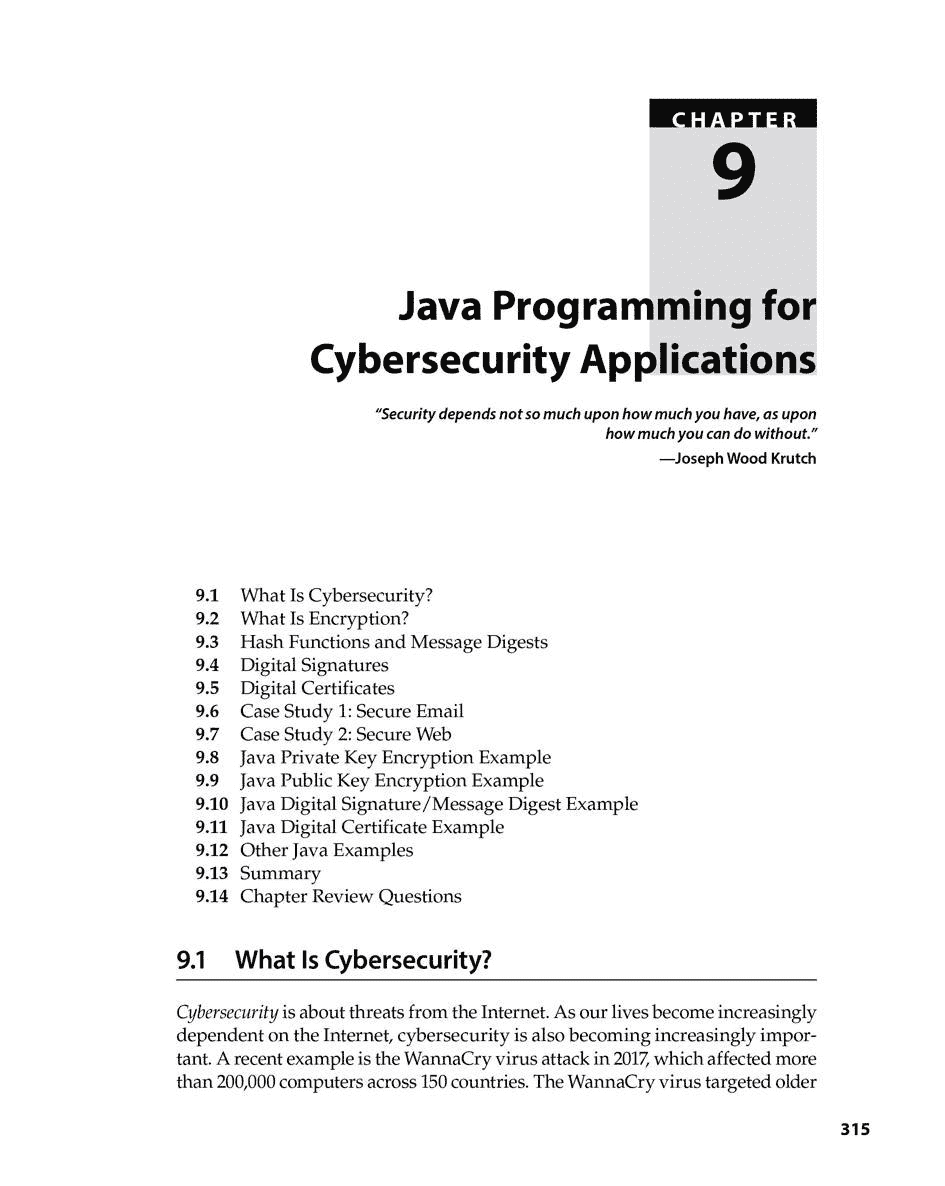 CHAPTER
9
Java Programming for
Cybersecurity Applications
“Security depends not so much upon how much you have, as upon
how much you can do without.”
—Joseph Wood Krutch
9.1 What Is Cybersecurity?
9.2 What Is Encryption?
9.3 Hash Functions and Message Digests
9.4 Digital Signatures
9.5 Digital Certificates
9.6 Case Study 1: Secure Email
9.7 Case Study 2: Secure Web
9.8 Java Private Key Encryption Example
9.9 Java Public Key Encryption Example
9.10 Java Digital Signature/Message Digest Example
9.11 Java Digital Certificate Example
9.12 Other Java Examples
9.13 Summary
9.14 Chapter Review Questions
9.1 What Is Cybersecurity?
Cybersecurity is about threats from the Internet. As our lives become increasingly
dependent on the Internet, cybersecurity is also becoming increasingly impor-
tant. A recent example is the WannaCry virus attack in 2017, which affected more
than 200,000 computers across 150 countries. The WannaCry virus targeted older
315